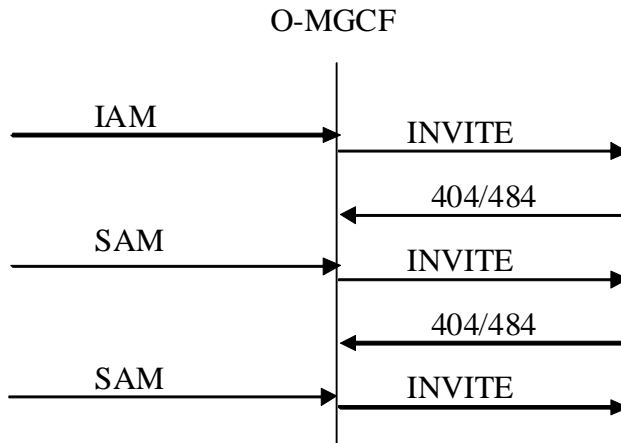 O-MGCF
IAM
INVITE
404/484
SAM
INVITE
404/484
SAM
INVITE